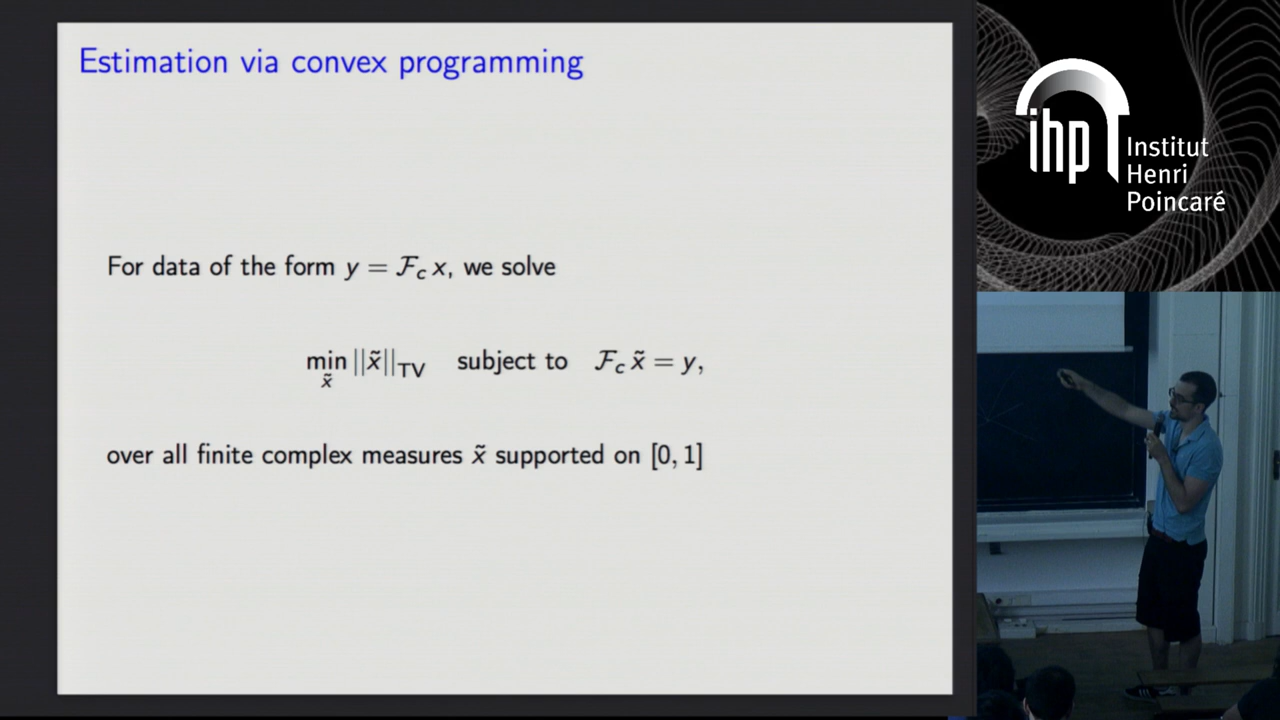 Estimation via convex programming
For data of the form y = F_c x, we solve
min_x̃ ||x̃||_TV subject to F_c x̃ = y,
over all finite complex measures x̃ supported on [0, 1]
ihp
Institut
Henri
Poincaré